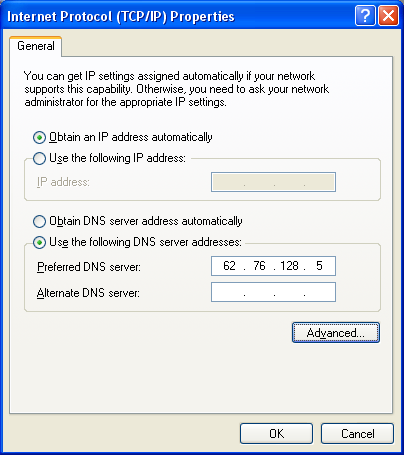 Internet Protocol (TCP/IP) Properties
General
You can get IP settings assigned automatically if your network
supports this capability. Otherwise, you need to ask your network
administrator for the appropriate IP settings.
Obtain an IP address automatically
Use the following IP address:
IP address: . . .
Obtain DNS server address automatically
Use the following DNS server addresses:
Preferred DNS server: 62 . 76 . 128 . 5
Alternate DNS server: . . .
Advanced...
OK Cancel